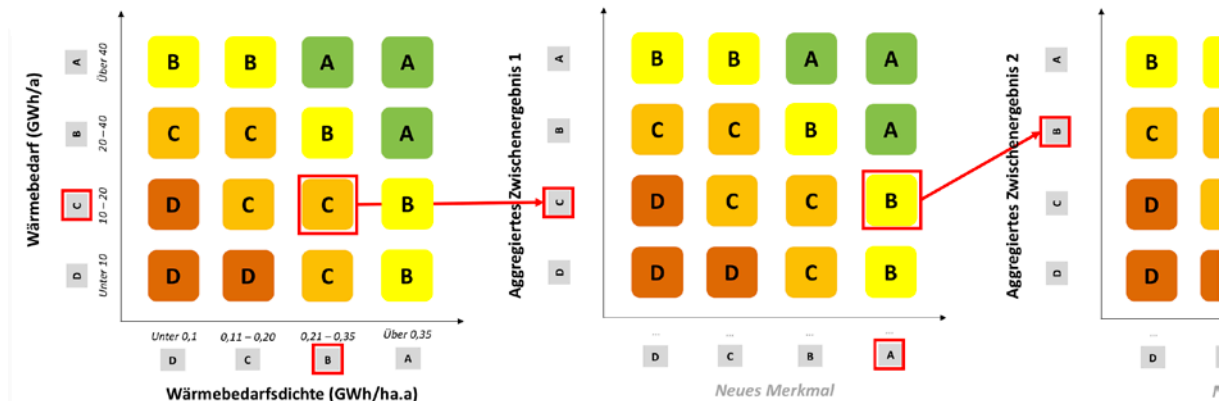 Wärmebedarf (GWh/a)
A
Über 40
B
20 – 40
C
10 – 20
D
Unter 10
B B A A
C C B A
D C C B
D D C B
Unter 0,1 0,11 – 0,20 0,21 – 0,35 Über 0,35
D C B A
Wärmebedarfsdichte (GWh/ha.a)
Aggregiertes Zwischenergebnis 1
A
B
C
D
B B A A
C C B A
D C C B
D D C B
... ... ... ...
D C B A
Neues Merkmal
Aggregiertes Zwischenergebnis 2
A
B
C
D
B
C
D
D
...
D